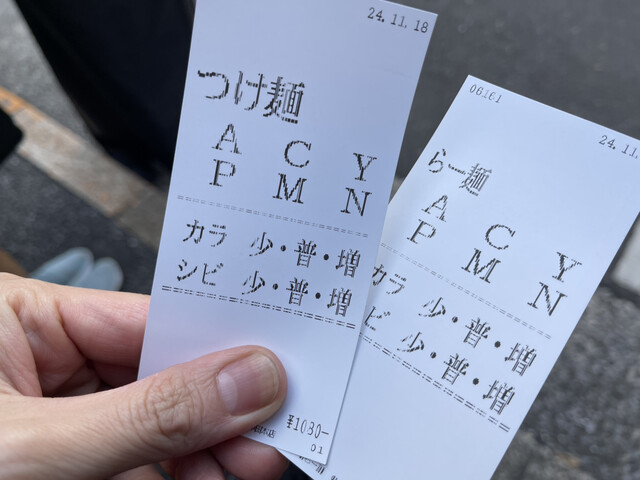 24.11.18
つけ麺
A C Y
P M N
カラ 少・普・増
シビ 少・普・増
¥1030-
01
06161
24.11.
らー麺
A C Y
P M N
カラ 少・普・増
ビ 少・普・増